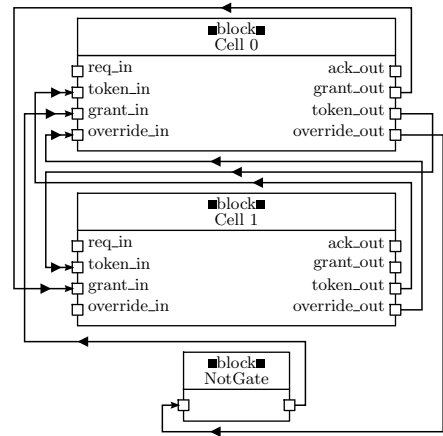 ■block■
Cell 0
req_in ack_out
token_in grant_out
grant_in token_out
override_in override_out
■block■
Cell 1
req_in ack_out
token_in grant_out
grant_in token_out
override_in override_out
■block■
NotGate